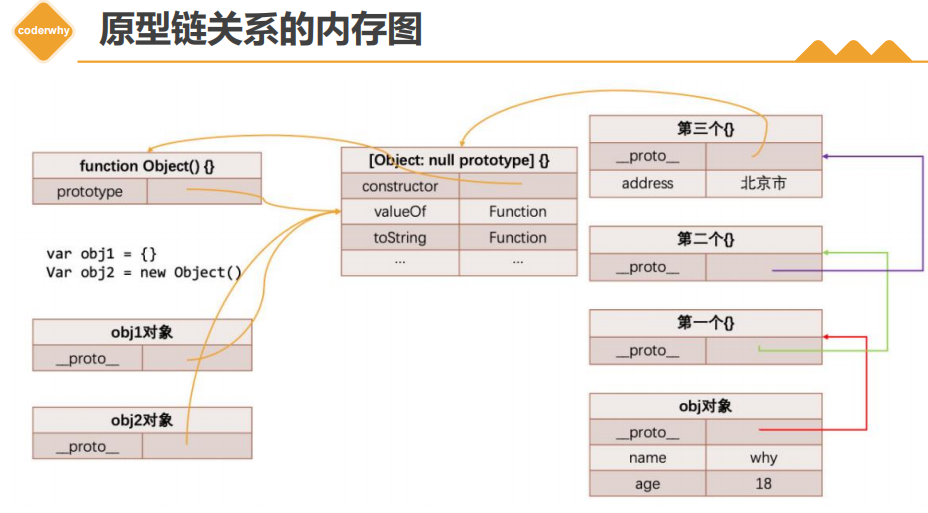 coderwhy
原型链关系的内存图
function Object() {}
prototype
var obj1 = {}
Var obj2 = new Object()
obj1对象
__proto__
obj2对象
__proto__
[Object: null prototype] {}
constructor
valueOf Function
toString Function
... ...
第三个{}
__proto__
address 北京市
第二个{}
__proto__
第一个{}
__proto__
obj对象
__proto__
name why
age 18